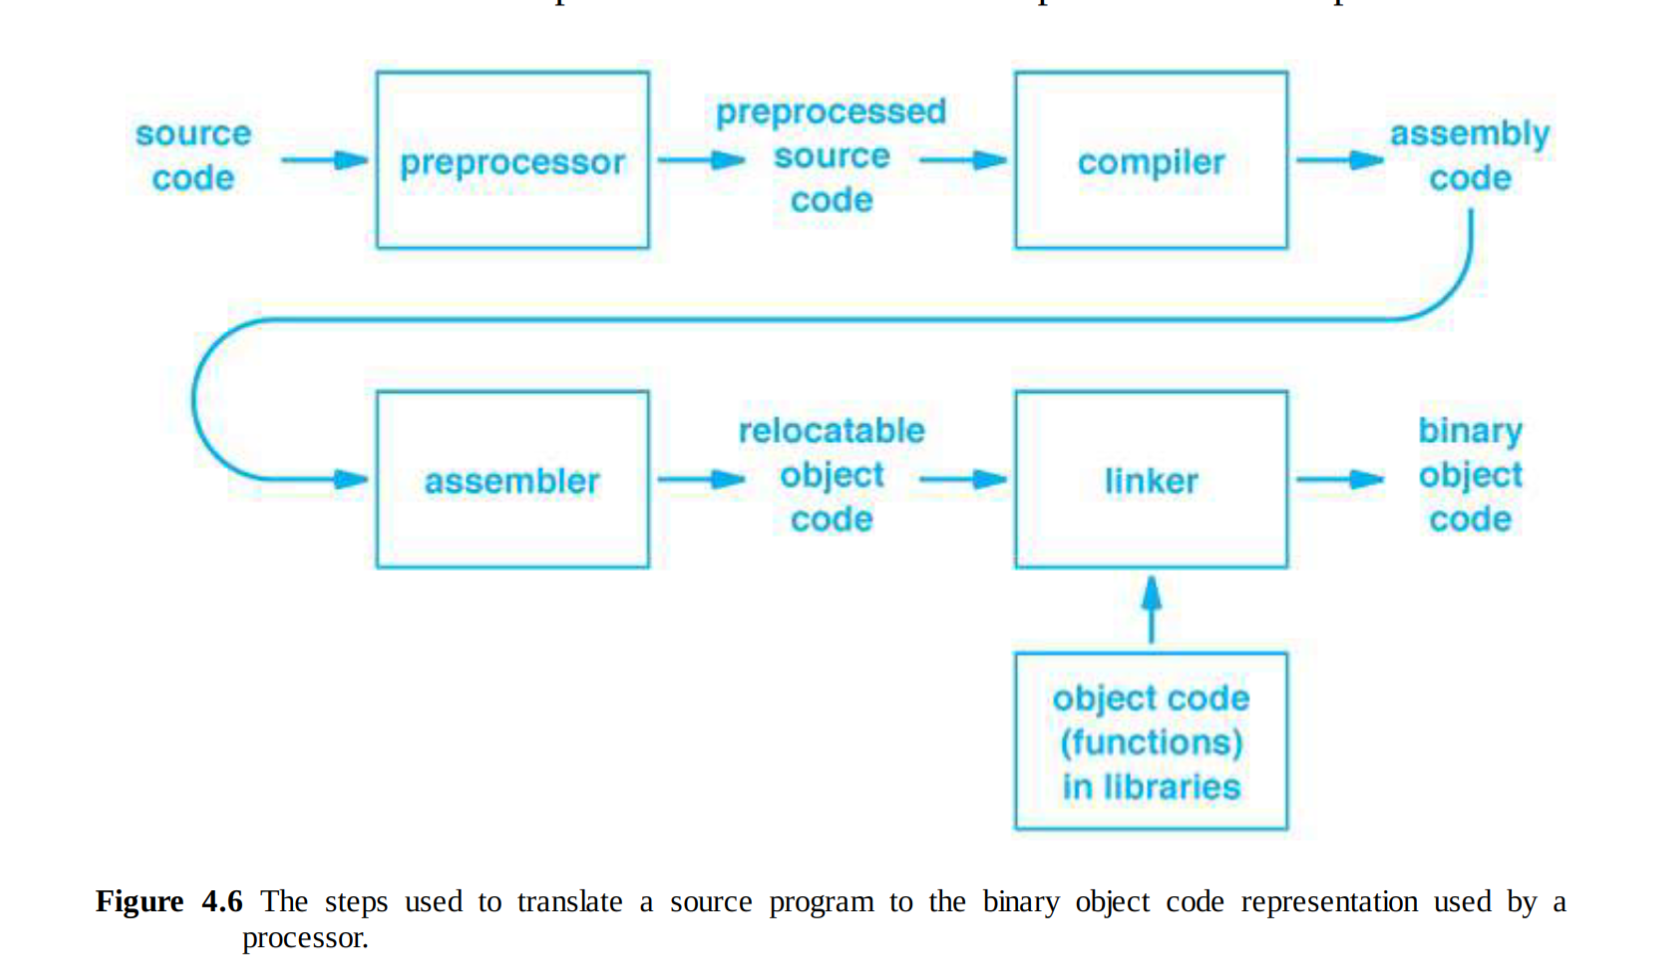 source
code
preprocessor
preprocessed
source
code
compiler
assembly
code
assembler
relocatable
object
code
linker
binary
object
code
object code
(functions)
in libraries
Figure 4.6 The steps used to translate a source program to the binary object code representation used by a
processor.